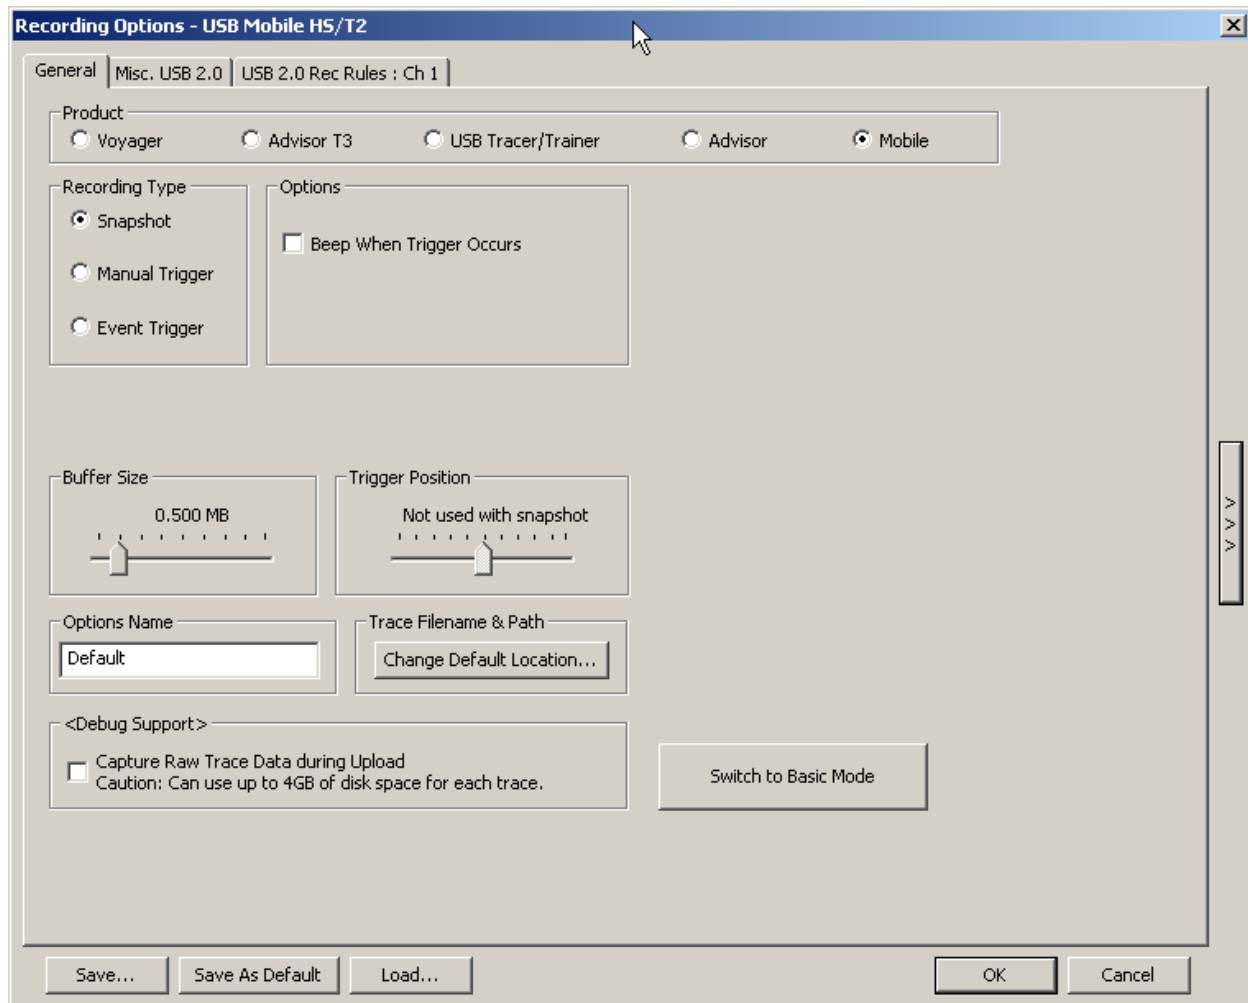 Recording Options - USB Mobile HS/T2
General Misc. USB 2.0 USB 2.0 Rec Rules : Ch 1
Product
Voyager Advisor T3 USB Tracer/Trainer Advisor Mobile
Recording Type
Snapshot
Manual Trigger
Event Trigger
Options
Beep When Trigger Occurs
Buffer Size
0.500 MB
Trigger Position
Not used with snapshot
>
>
>
Options Name
Default
Trace Filename & Path
Change Default Location...
<Debug Support>
Capture Raw Trace Data during Upload
Caution: Can use up to 4GB of disk space for each trace.
Switch to Basic Mode
Save... Save As Default Load... OK Cancel